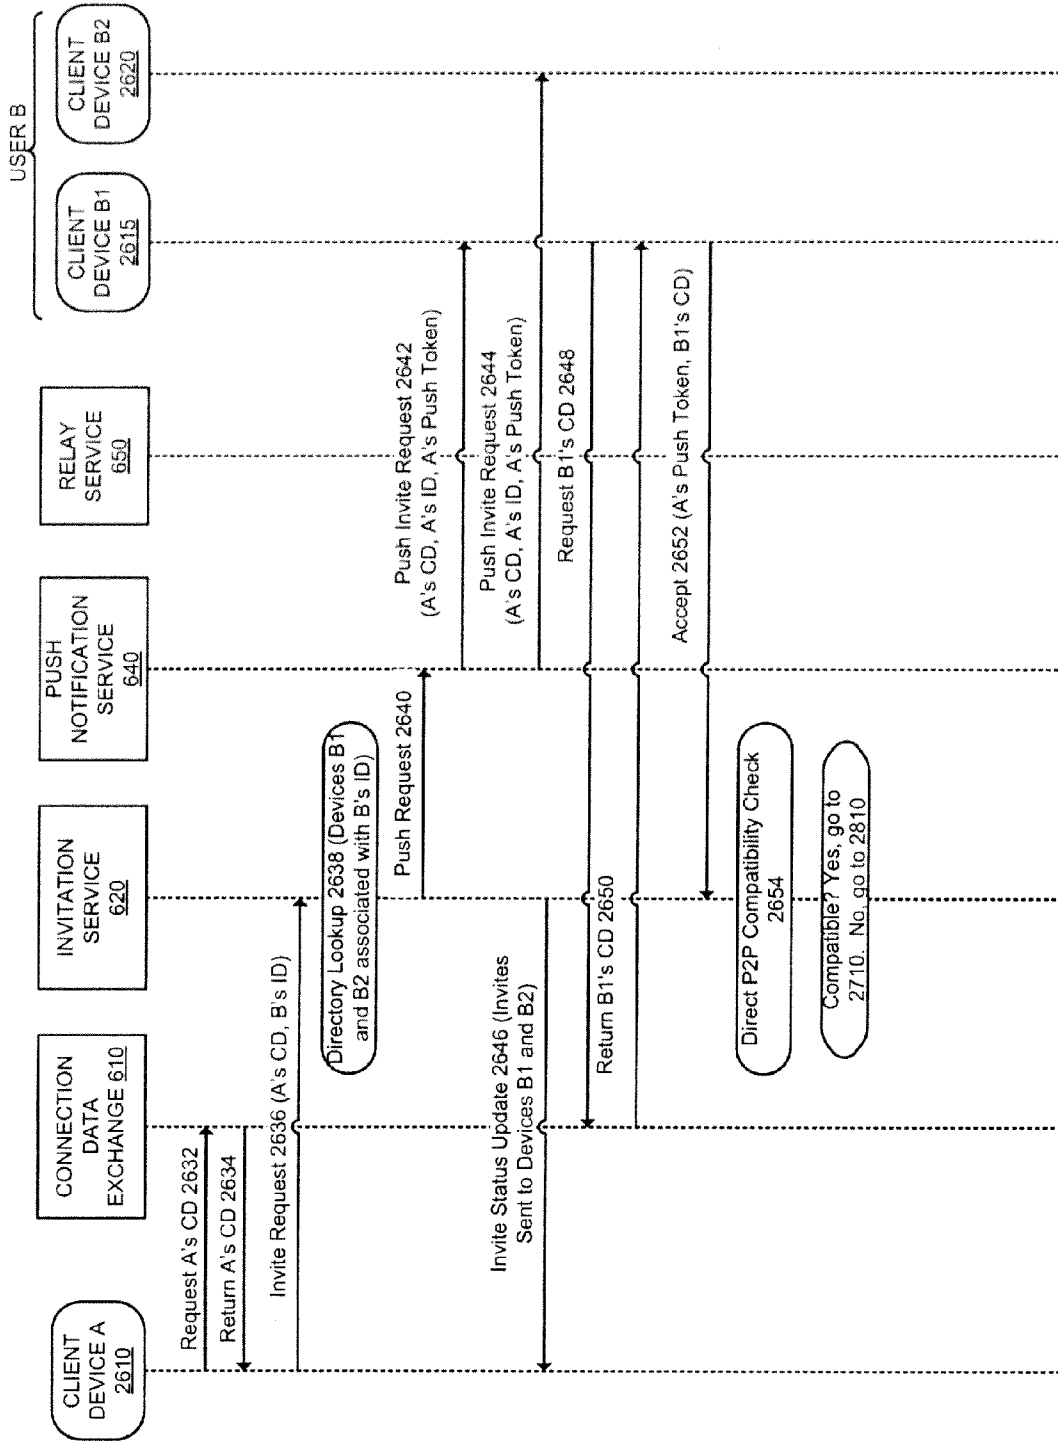 USER B
CLIENT
DEVICE A
2610
CONNECTION
DATA
EXCHANGE 610
INVITATION
SERVICE
620
PUSH
NOTIFICATION
SERVICE
640
RELAY
SERVICE
650
CLIENT
DEVICE B1
2615
CLIENT
DEVICE B2
2620
Request A's CD 2632
Return A's CD 2634
Invite Request 2636 (A's CD, B's ID)
Directory Lookup 2638 (Devices B1
and B2 associated with B's ID)
Push Request 2640
Push Invite Request 2642
(A's CD, A's ID, A's Push Token)
Push Invite Request 2644
(A's CD, A's ID, A's Push Token)
Invite Status Update 2646 (Invites
Sent to Devices B1 and B2)
Request B1's CD 2648
Return B1's CD 2650
Accept 2652 (A's Push Token, B1's CD)
Direct P2P Compatibility Check
2654
Compatible? Yes, go to
2710. No, go to 2810